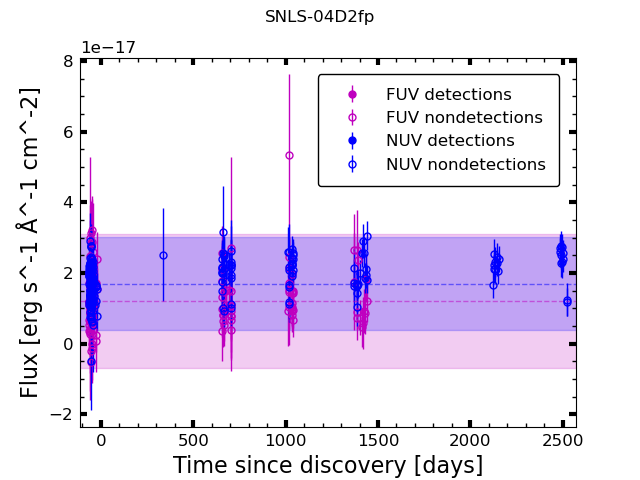 SNLS-04D2fp
1e−17
8
6
4
2
0
−2
Flux [erg s^-1 Å^-1 cm^-2]
FUV detections
FUV nondetections
NUV detections
NUV nondetections
0 500 1000 1500 2000 2500
Time since discovery [days]